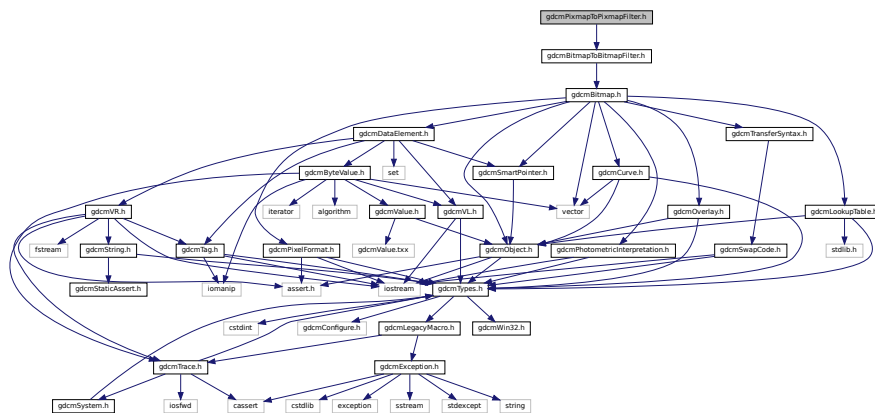 gdcmPixmapToPixmapFilter.h
gdcmBitmapToBitmapFilter.h
gdcmBitmap.h
gdcmDataElement.h
gdcmTransferSyntax.h
gdcmByteValue.h
set
gdcmSmartPointer.h
gdcmCurve.h
gdcmVR.h
iterator
algorithm
gdcmValue.h
gdcmVL.h
vector
gdcmOverlay.h
gdcmLookupTable.h
fstream
gdcmString.h
gdcmTag.h
gdcmPixelFormat.h
gdcmValue.txx
gdcmObject.h
gdcmPhotometricInterpretation.h
gdcmSwapCode.h
stdlib.h
gdcmStaticAssert.h
iomanip
assert.h
iostream
gdcmTypes.h
cstdint
gdcmConfigure.h
gdcmLegacyMacro.h
gdcmWin32.h
gdcmTrace.h
gdcmException.h
gdcmSystem.h
iosfwd
cassert
cstdlib
exception
sstream
stdexcept
string